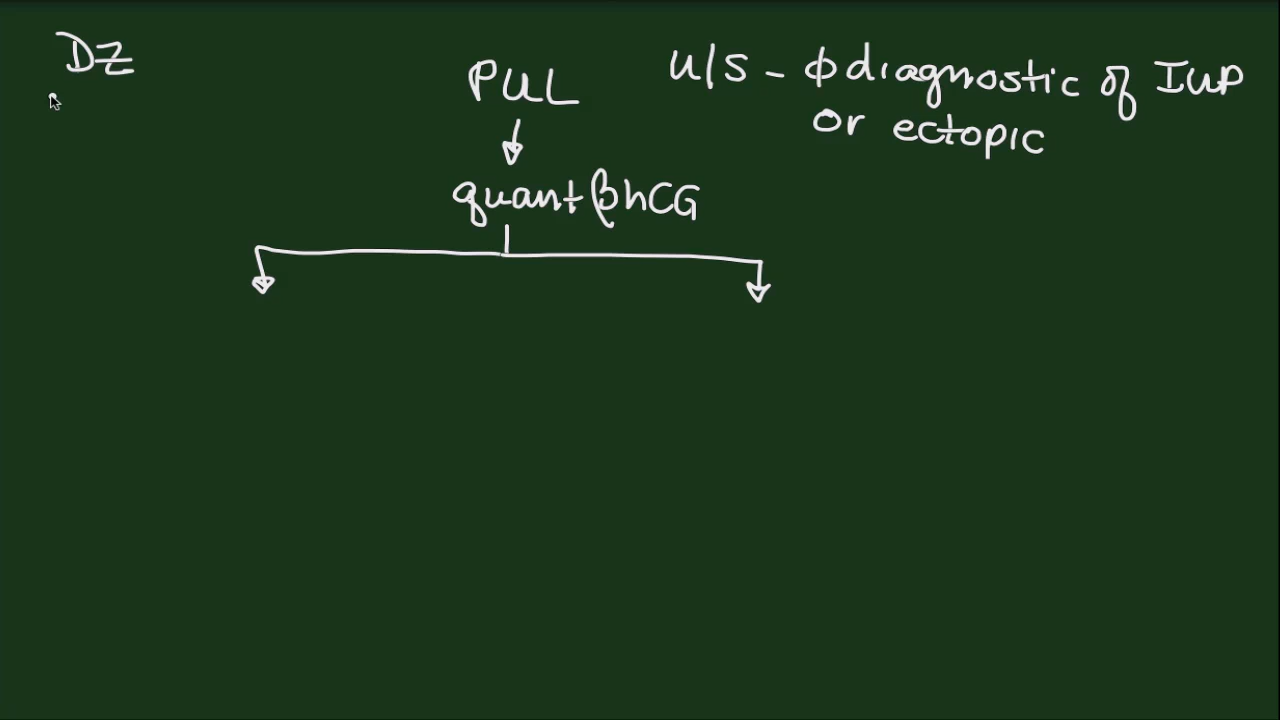 DZ
PUL
u/s - ϕ diagnostic of IUP
or ectopic
quant βhCG